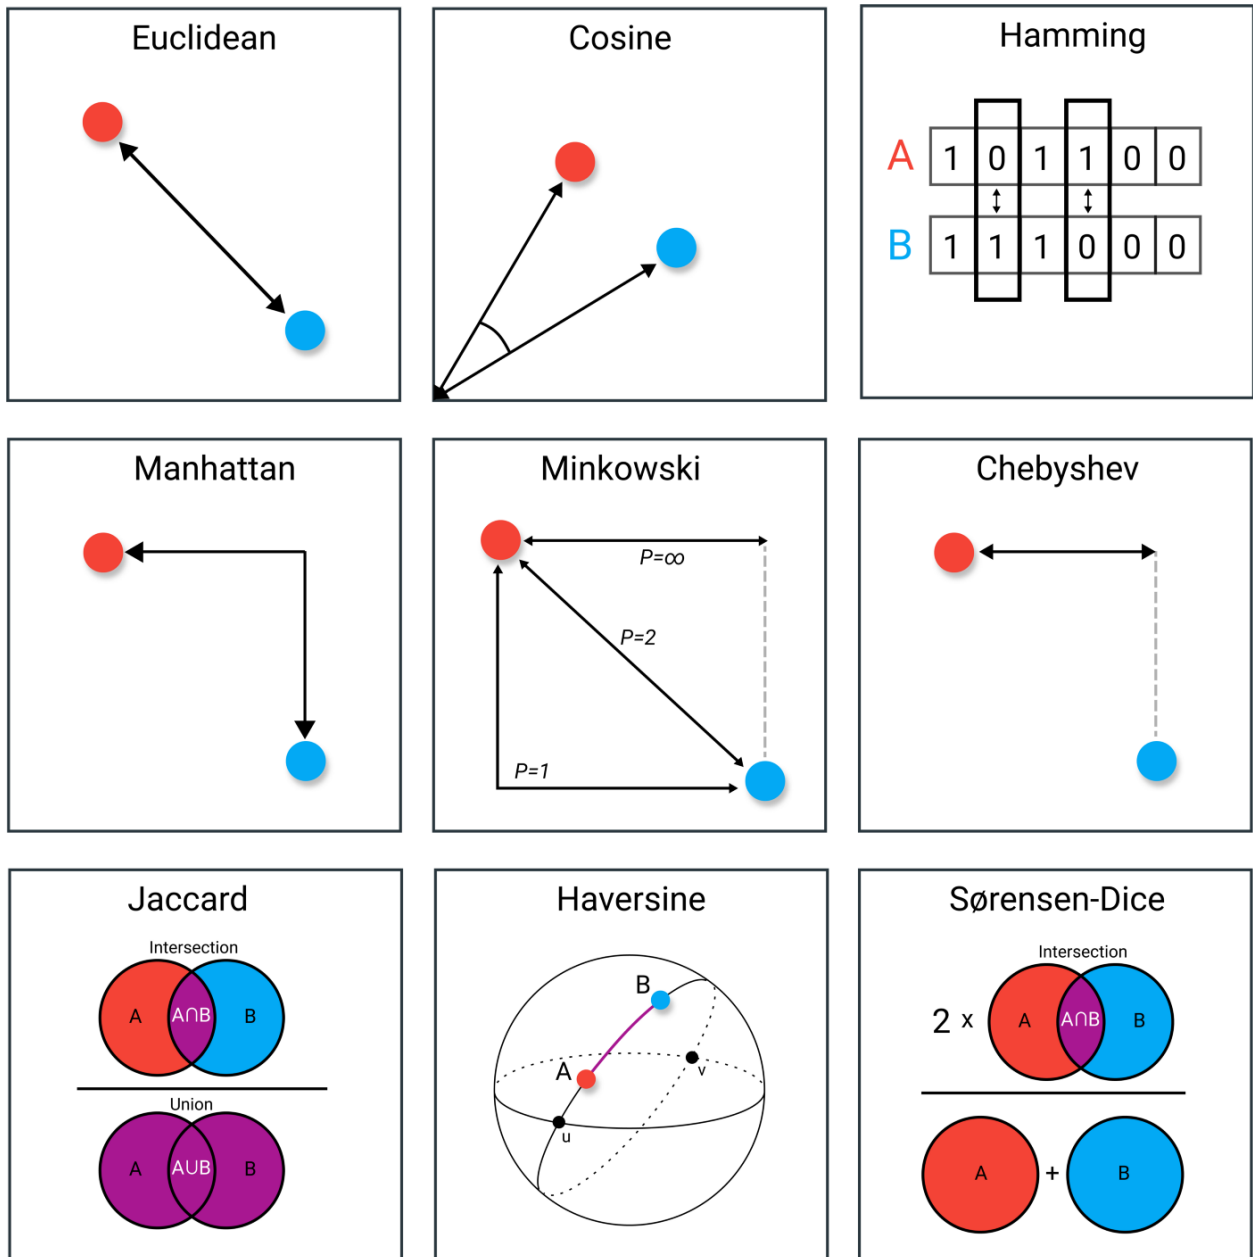 Euclidean
Cosine
Hamming
A 1 0 1 1 0 0
B 1 1 1 0 0 0
Manhattan
Minkowski
P=∞
P=2
P=1
Chebyshev
Jaccard
Intersection
A A∩B B
Union
A A∪B B
Haversine
B
A
v
u
Sørensen-Dice
Intersection
2 x A A∩B B
A + B